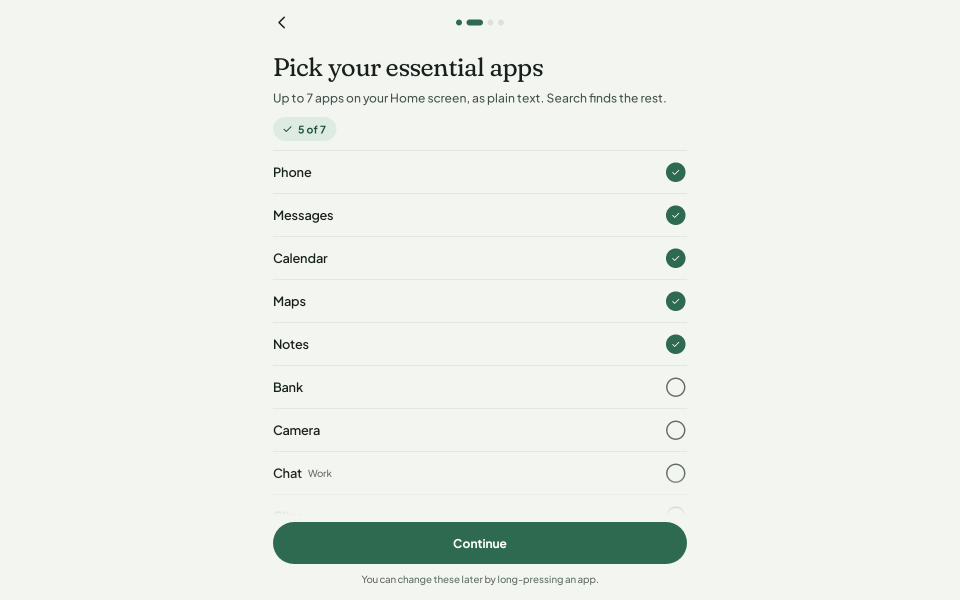 Pick your essential apps
Up to 7 apps on your Home screen, as plain text. Search finds the rest.
5 of 7
Phone
Messages
Calendar
Maps
Notes
Bank
Camera
Chat Work
Continue
You can change these later by long-pressing an app.